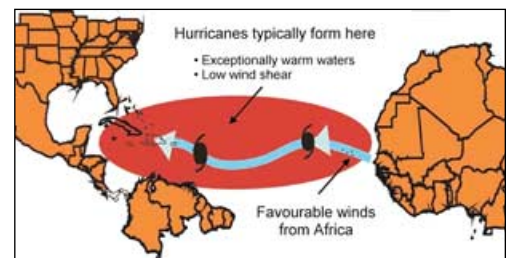 Hurricanes typically form here
• Exceptionally warm waters
• Low wind shear
Favourable winds
from Africa